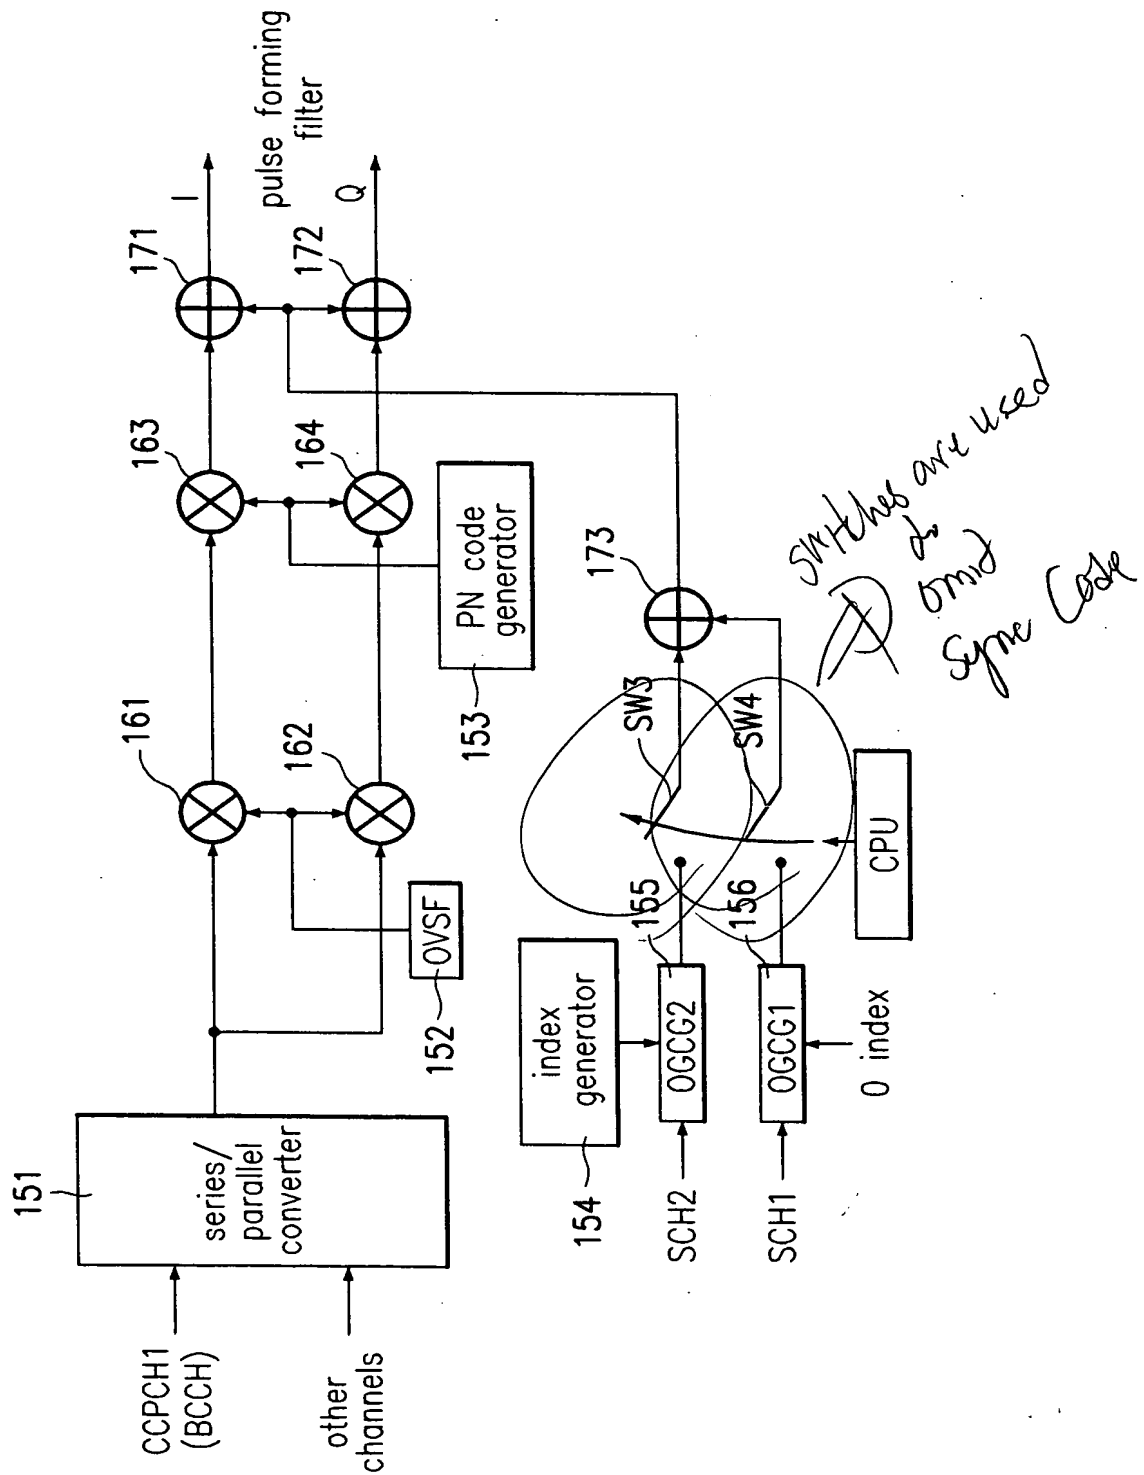 CCPCH1
(BCCH)
other
channels
151
series/
parallel
converter
152
OVSF
161
162
153
PN code
generator
163
164
171
172
I
Q
pulse forming
filter
154
index
generator
SCH2
OGCG2
155
SCH1
OGCG1
156
0 index
SW3
SW4
CPU
173
Switches are used
to
omit
Sync Code